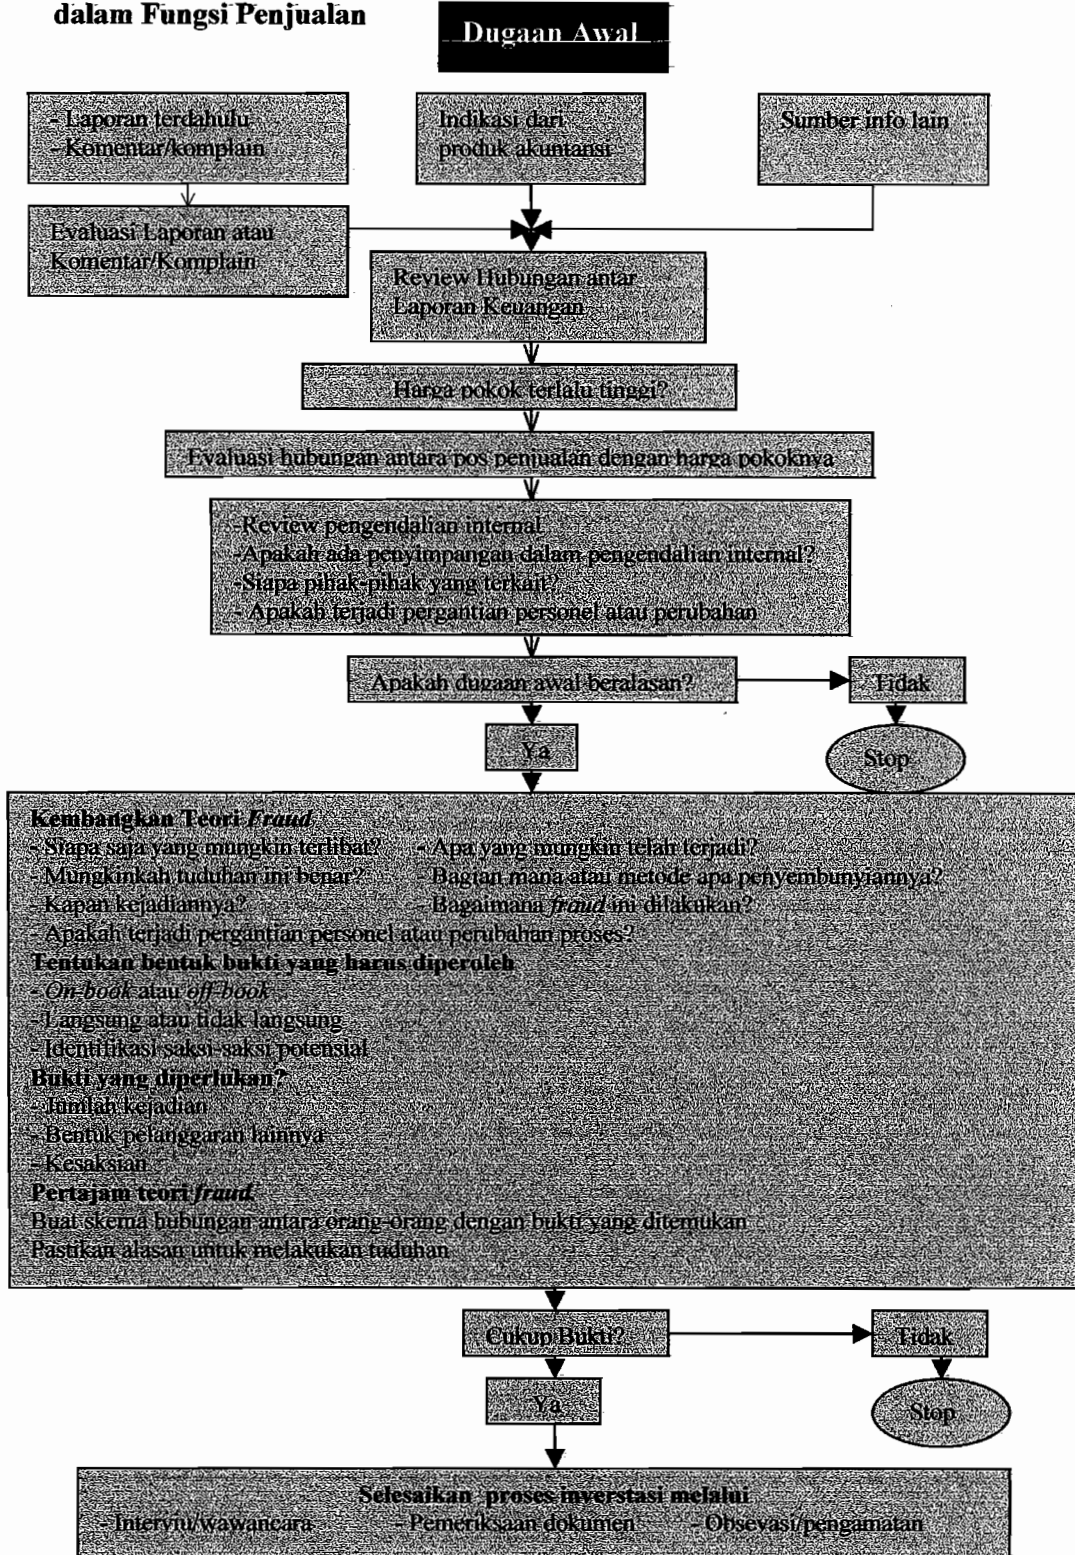 dalam Fungsi Penjualan
Dugaan Awal
- Laporan terdahulu
- Komentar/komplain
Indikasi dari
produk akuntansi
Sumber info lain
Evaluasi Laporan atau
Komentar/Komplain
Review Hubungan antar
Laporan Keuangan
Harga pokok terlalu tinggi?
Evaluasi hubungan antara pos penjualan dengan harga pokoknya
-Review pengendalian internal
-Apakah ada penyimpangan dalam pengendalian internal?
-Siapa pihak-pihak yang terkait?
- Apakah terjadi pergantian personel atau perubahan
Apakah dugaan awal beralasan?
Tidak
Ya
Stop
Kembangkan Teori Fraud
- Siapa saja yang mungkin terlibat? - Apa yang mungkin telah terjadi?
- Mungkinkah tuduhan ini benar? - Bagian mana atau metode apa penyembunyiannya?
- Kapan kejadiannya? - Bagaimana fraud ini dilakukan?
- Apakah terjadi pergantian personel atau perubahan proses?
Tentukan bentuk bukti yang harus diperoleh
- On-book atau off-book
- Langsung atau tidak langsung
- Identifikasi saksi-saksi potensial
Bukti yang diperlukan?
- Jumlah kejadian
- Bentuk pelanggaran lainnya
- Kesaksian
Pertajam teori fraud.
Buat skema hubungan antara orang-orang dengan bukti yang ditemukan
Pastikan alasan untuk melakukan tuduhan
Cukup Bukti?
Tidak
Ya
Stop
Selesaikan proses inverstasi melalui
- Interviu/wawancara - Pemeriksaan dokumen - Obsevasi/pengamatan